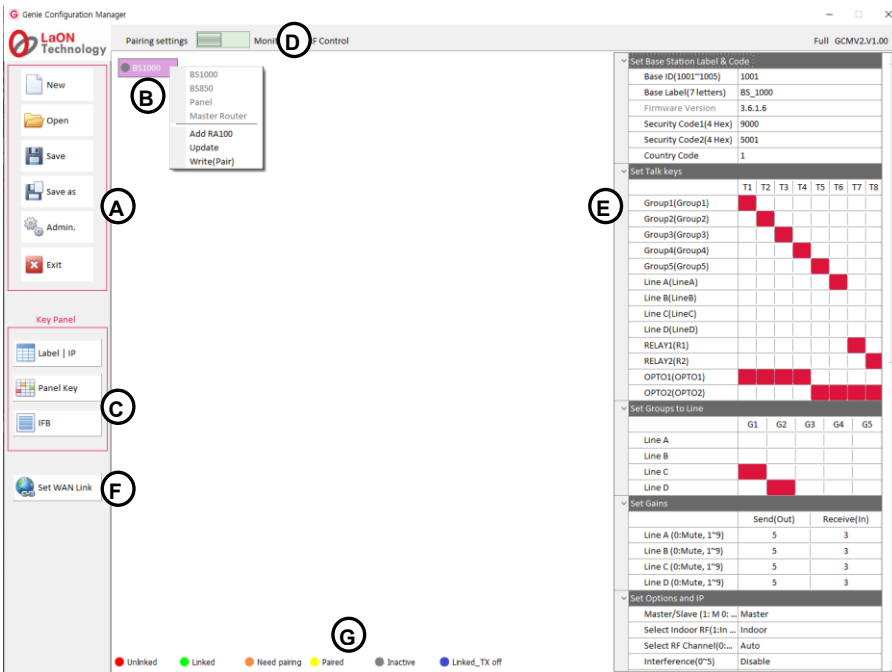 Genie Configuration Manager
LaON Technology
Pairing settings
Monit
D
F Control
Full GCMV2.V1.00
New
Open
Save
Save as
Admin.
Exit
A
Key Panel
Label | IP
Panel Key
IFB
C
Set WAN Link
F
BS1000
B
BS1000
BS850
Panel
Master Router
Add RA100
Update
Write(Pair)
E
Set Base Station Label & Code
Base ID(1001~1005) 1001
Base Label(7 letters) BS_1000
Firmware Version 3.6.1.6
Security Code1(4 Hex) 9000
Security Code2(4 Hex) 5001
Country Code 1
Set Talk keys
T1 T2 T3 T4 T5 T6 T7 T8
Group1(Group1)
Group2(Group2)
Group3(Group3)
Group4(Group4)
Group5(Group5)
Line A(LineA)
Line B(LineB)
Line C(LineC)
Line D(LineD)
RELAY1(R1)
RELAY2(R2)
OPTO1(OPTO1)
OPTO2(OPTO2)
Set Groups to Line
G1 G2 G3 G4 G5
Line A
Line B
Line C
Line D
Set Gains
Send(Out) Receive(In)
Line A (0:Mute, 1~9) 5 3
Line B (0:Mute, 1~9) 5 3
Line C (0:Mute, 1~9) 5 3
Line D (0:Mute, 1~9) 5 3
Set Options and IP
Master/Slave (1: M 0: ... Master
Select Indoor RF(1:In ... Indoor
Select RF Channel(0:... Auto
Interference(0~5) Disable
G
Unlinked Linked Need pairing Paired Inactive Linked_TX off